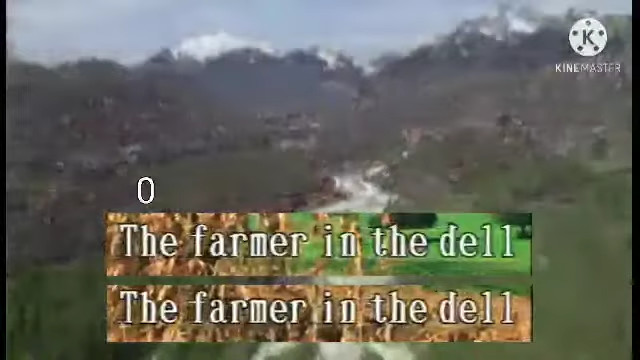 K
KINEMASTER
0
The farmer in the dell
The farmer in the dell